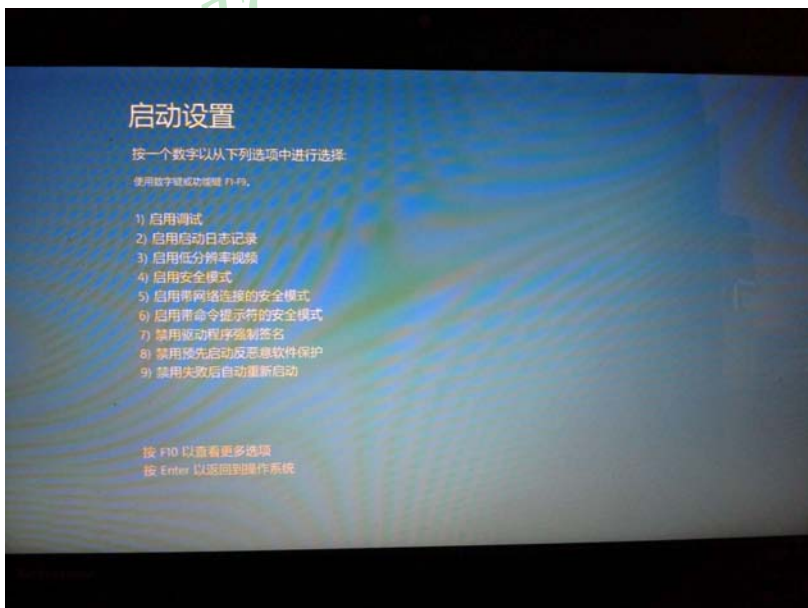 启动设置
按一个数字以从下列选项中进行选择:
使用数字键或功能键 F1-F9。
1) 启用调试
2) 启用启动日志记录
3) 启用低分辨率视频
4) 启用安全模式
5) 启用带网络连接的安全模式
6) 启用带命令提示符的安全模式
7) 禁用驱动程序强制签名
8) 禁用预先启动反恶意软件保护
9) 禁用失败后自动重新启动
按 F10 以查看更多选项
按 Enter 以返回到操作系统